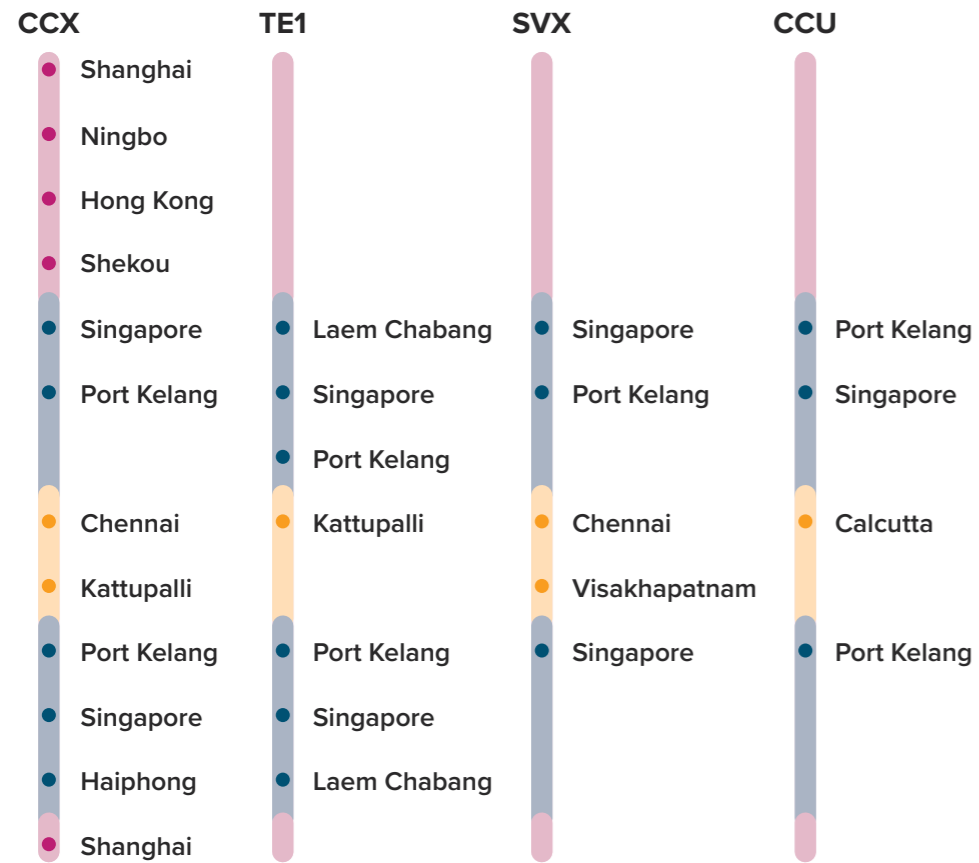 CCX TE1 SVX CCU
Shanghai
Ningbo
Hong Kong
Shekou
Singapore Laem Chabang Singapore Port Kelang
Port Kelang Singapore Port Kelang Singapore
Port Kelang
Chennai Kattupalli Chennai Calcutta
Kattupalli Visakhapatnam
Port Kelang Port Kelang Singapore Port Kelang
Singapore Singapore
Haiphong Laem Chabang
Shanghai